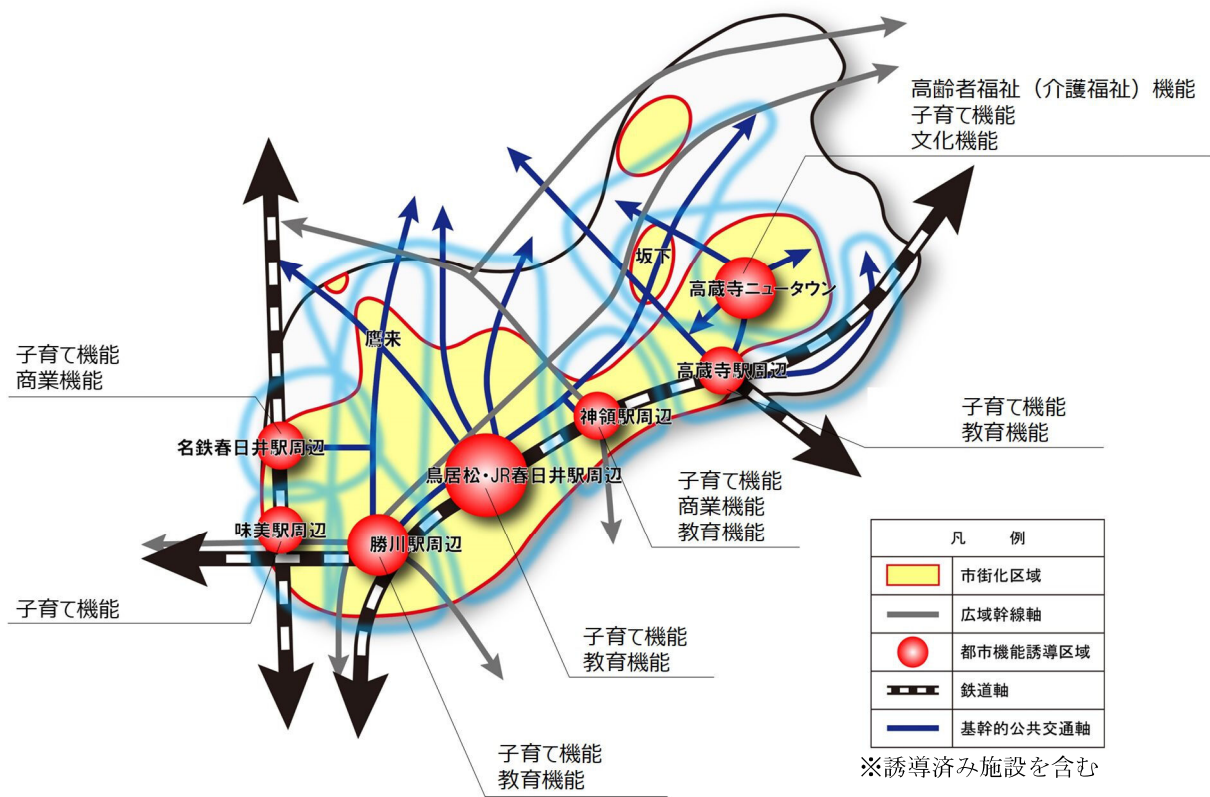 高齢者福祉（介護福祉）機能
子育て機能
文化機能
坂下
高蔵寺ニュータウン
鷹来
子育て機能
商業機能
高蔵寺駅周辺
子育て機能
教育機能
神領駅周辺
名鉄春日井駅周辺
鳥居松・JR春日井駅周辺
子育て機能
商業機能
教育機能
味美駅周辺
勝川駅周辺
子育て機能
子育て機能
教育機能
子育て機能
教育機能
凡　例
市街化区域
広域幹線軸
都市機能誘導区域
鉄道軸
基幹的公共交通軸
※誘導済み施設を含む